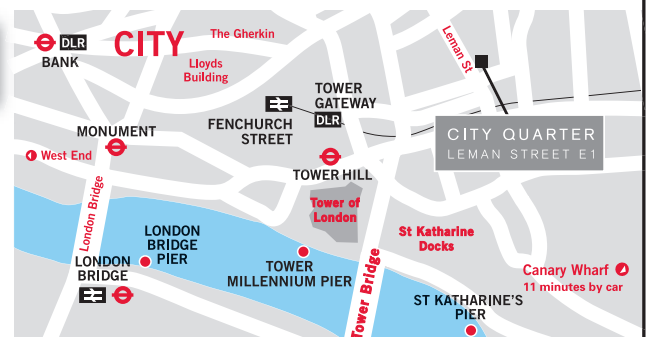 DLR
BANK
CITY
The Gherkin
Lloyds
Building
Leman St
TOWER
GATEWAY
DLR
FENCHURCH
STREET
CITY QUARTER
LEMAN STREET E1
MONUMENT
West End
TOWER HILL
Tower of
London
London Bridge
LONDON
BRIDGE
PIER
St Katharine
Docks
LONDON
BRIDGE
TOWER
MILLENNIUM PIER
Tower Bridge
Canary Wharf
11 minutes by car
ST KATHARINE'S
PIER